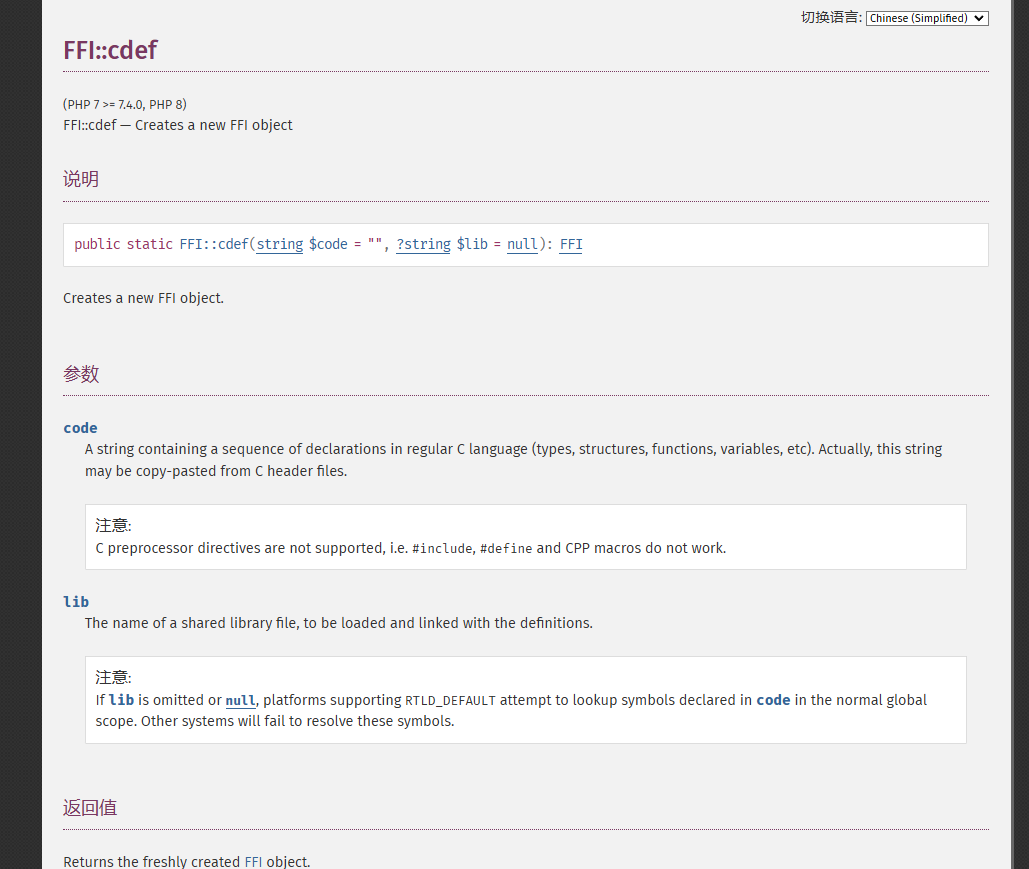 切换语言: Chinese (Simplified)
FFI::cdef
(PHP 7 >= 7.4.0, PHP 8)
FFI::cdef — Creates a new FFI object
说明
public static FFI::cdef(string $code = "", ?string $lib = null): FFI
Creates a new FFI object.
参数
code
A string containing a sequence of declarations in regular C language (types, structures, functions, variables, etc). Actually, this string
may be copy-pasted from C header files.
注意:
C preprocessor directives are not supported, i.e. #include, #define and CPP macros do not work.
lib
The name of a shared library file, to be loaded and linked with the definitions.
注意:
If lib is omitted or null, platforms supporting RTLD_DEFAULT attempt to lookup symbols declared in code in the normal global
scope. Other systems will fail to resolve these symbols.
返回值
Returns the freshly created FFI object.